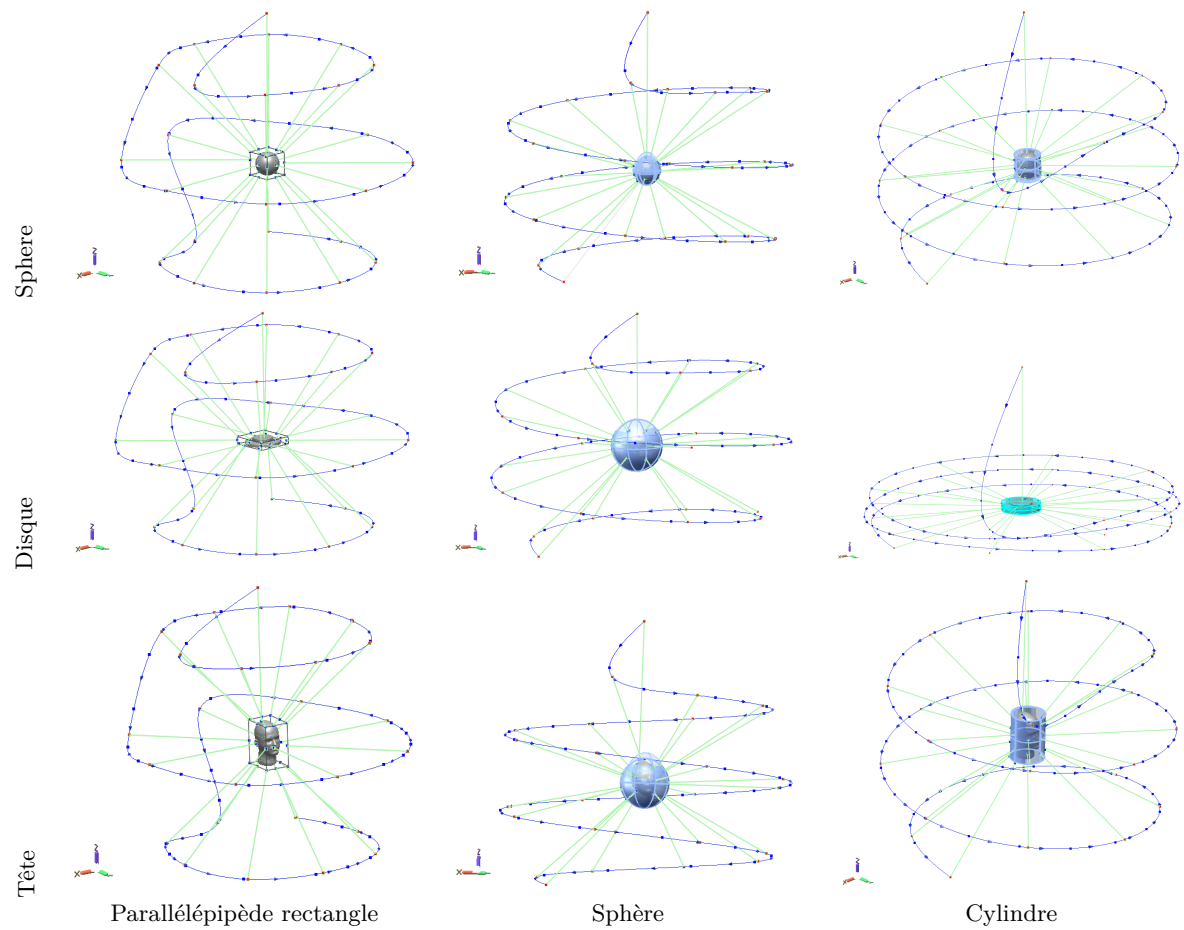 Sphere
Disque
Tête
Parallélépipède rectangle
Sphère
Cylindre